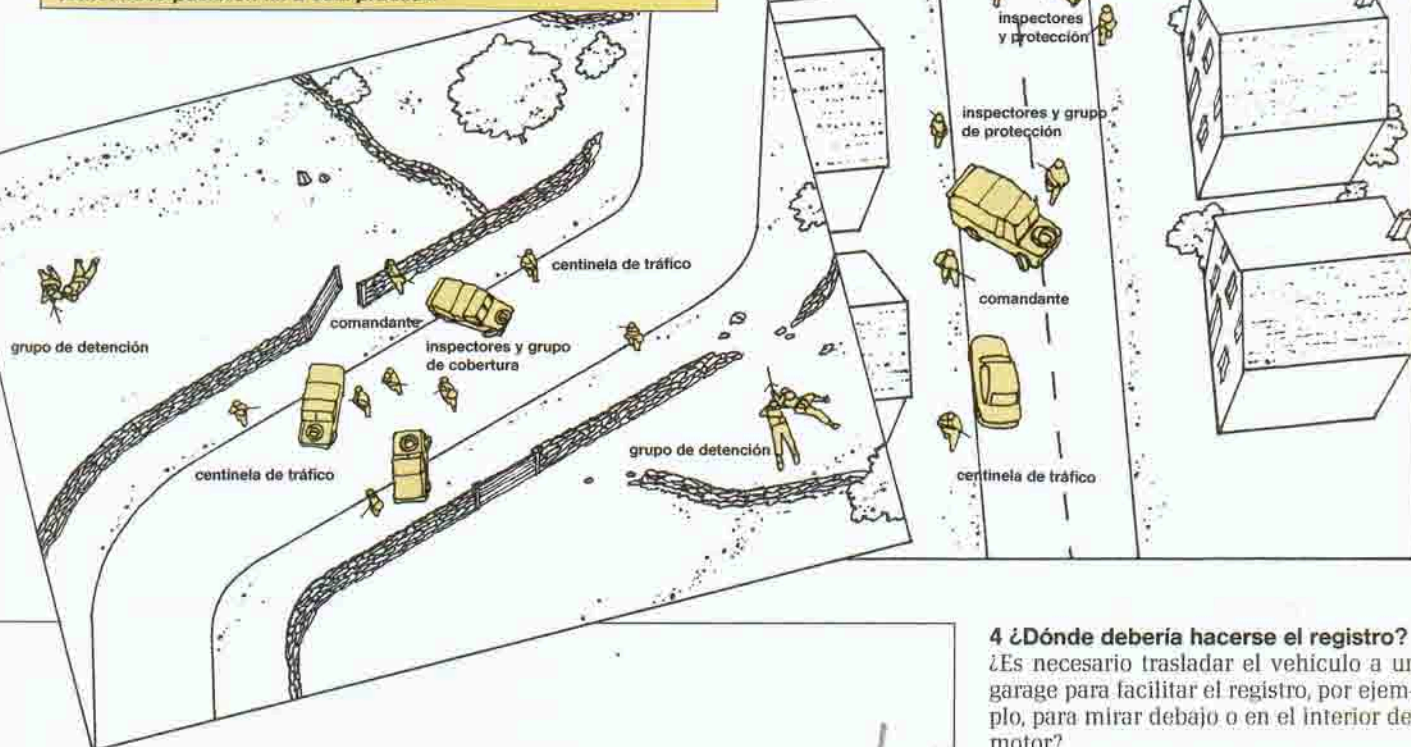 inspectores
y protección
inspectores y grupo
de protección
comandante
centinela de tráfico
centinela de tráfico
comandante
inspectores y grupo
de cobertura
grupo de detención
centinela de tráfico
grupo de detención
4 ¿Dónde debería hacerse el registro?
¿Es necesario trasladar el vehículo a un
garage para facilitar el registro, por ejem-
plo, para mirar debajo o en el interior de
motor?